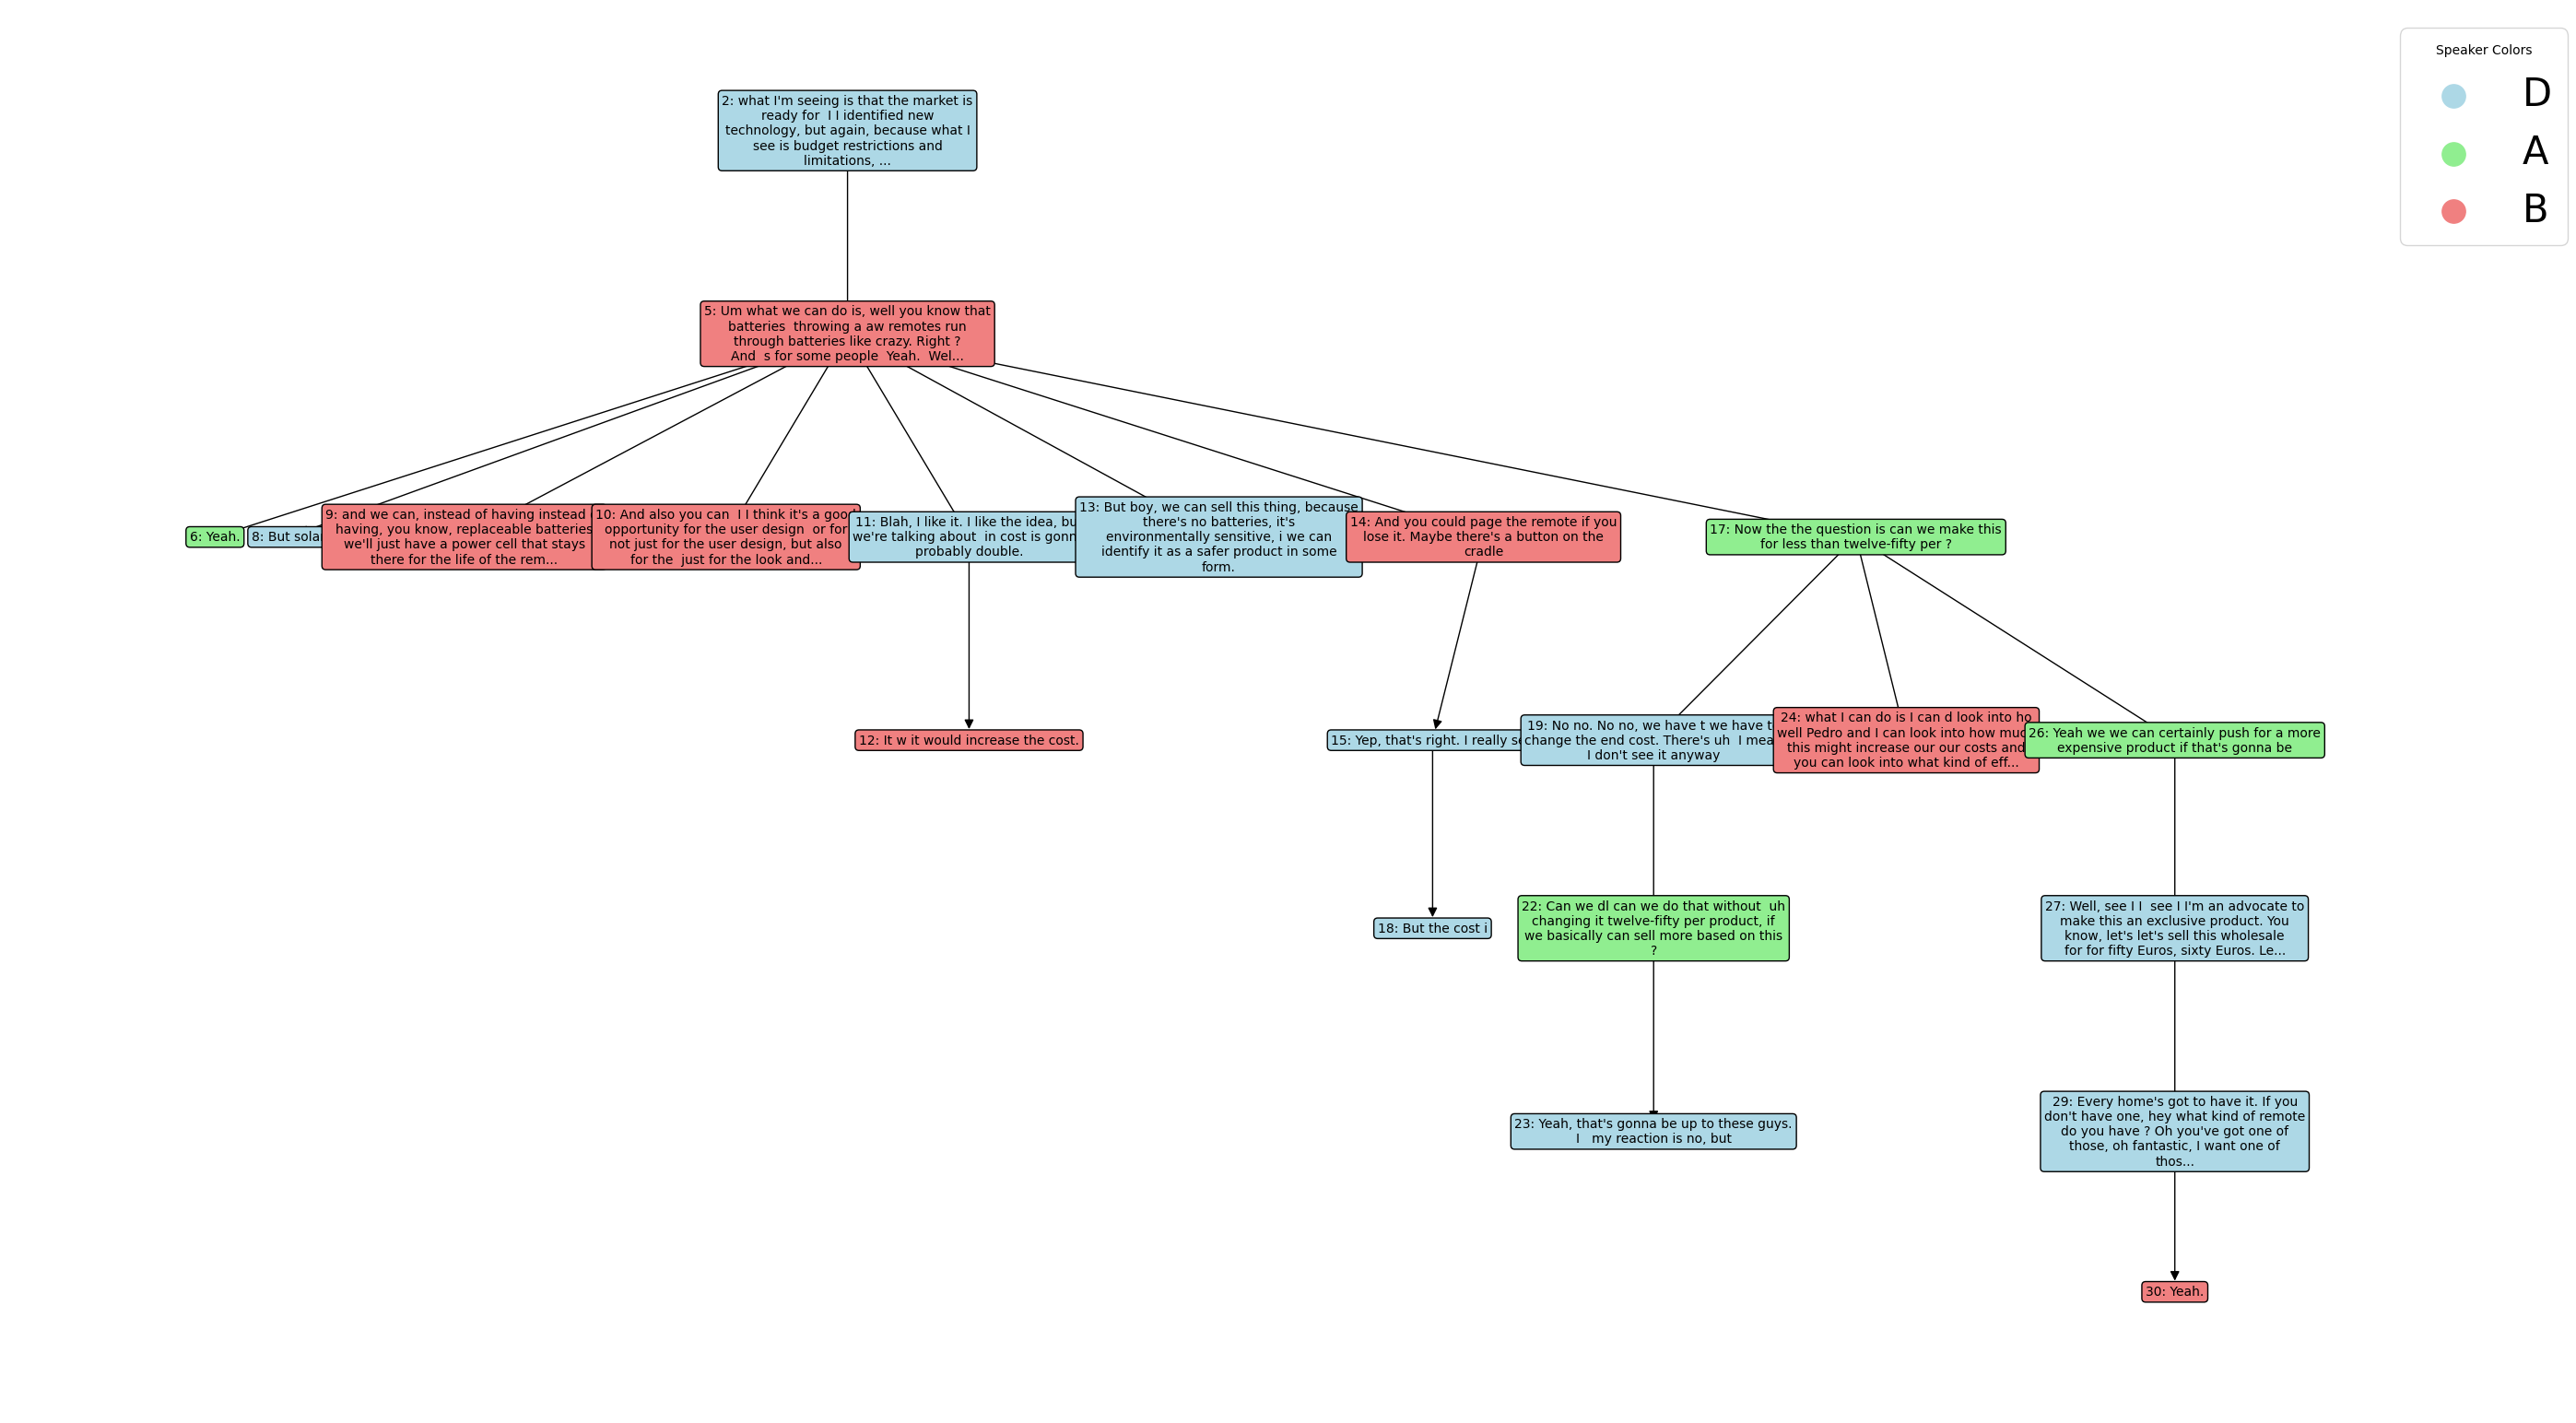 Speaker Colors
D
A
B
2: what I'm seeing is that the market is
ready for  I I identified new
technology, but again, because what I
see is budget restrictions and
limitations, ...
5: Um what we can do is, well you know that
batteries  throwing a aw remotes run
through batteries like crazy. Right ?
And  s for some people  Yeah.  Wel...
6: Yeah.
8: But sola
9: and we can, instead of having instead
having, you know, replaceable batteries
we'll just have a power cell that stays
there for the life of the rem...
10: And also you can  I I think it's a goo
opportunity for the user design  or for
not just for the user design, but also
for the  just for the look and...
11: Blah, I like it. I like the idea, bu
we're talking about  in cost is gonn
probably double.
13: But boy, we can sell this thing, because
there's no batteries, it's
environmentally sensitive, i we can
identify it as a safer product in some
form.
14: And you could page the remote if you
lose it. Maybe there's a button on the
cradle
17: Now the the question is can we make this
for less than twelve-fifty per ?
12: It w it would increase the cost.
15: Yep, that's right. I really s
19: No no. No no, we have t we have t
change the end cost. There's uh  I mea
I don't see it anyway
24: what I can do is I can d look into ho
well Pedro and I can look into how muc
this might increase our our costs and
you can look into what kind of eff...
26: Yeah we we can certainly push for a more
expensive product if that's gonna be
18: But the cost i
22: Can we dl can we do that without  uh
changing it twelve-fifty per product, if
we basically can sell more based on this
?
27: Well, see I I  see I I'm an advocate to
make this an exclusive product. You
know, let's let's sell this wholesale
for for fifty Euros, sixty Euros. Le...
23: Yeah, that's gonna be up to these guys.
I   my reaction is no, but
29: Every home's got to have it. If you
don't have one, hey what kind of remote
do you have ? Oh you've got one of
those, oh fantastic, I want one of
thos...
30: Yeah.